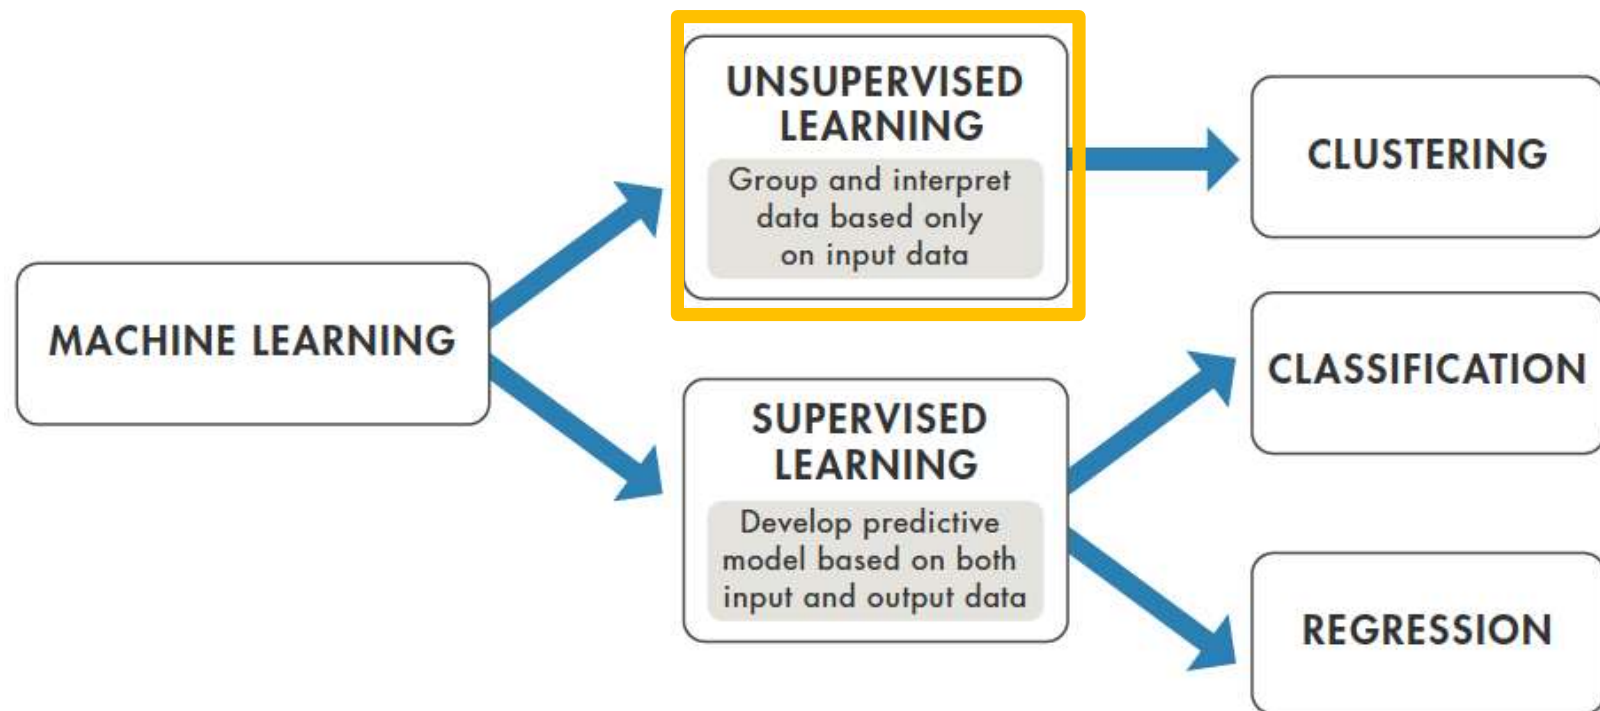 UNSUPERVISED
LEARNING
Group and interpret
data based only
on input data
CLUSTERING
MACHINE LEARNING
CLASSIFICATION
SUPERVISED
LEARNING
Develop predictive
model based on both
input and output data
REGRESSION